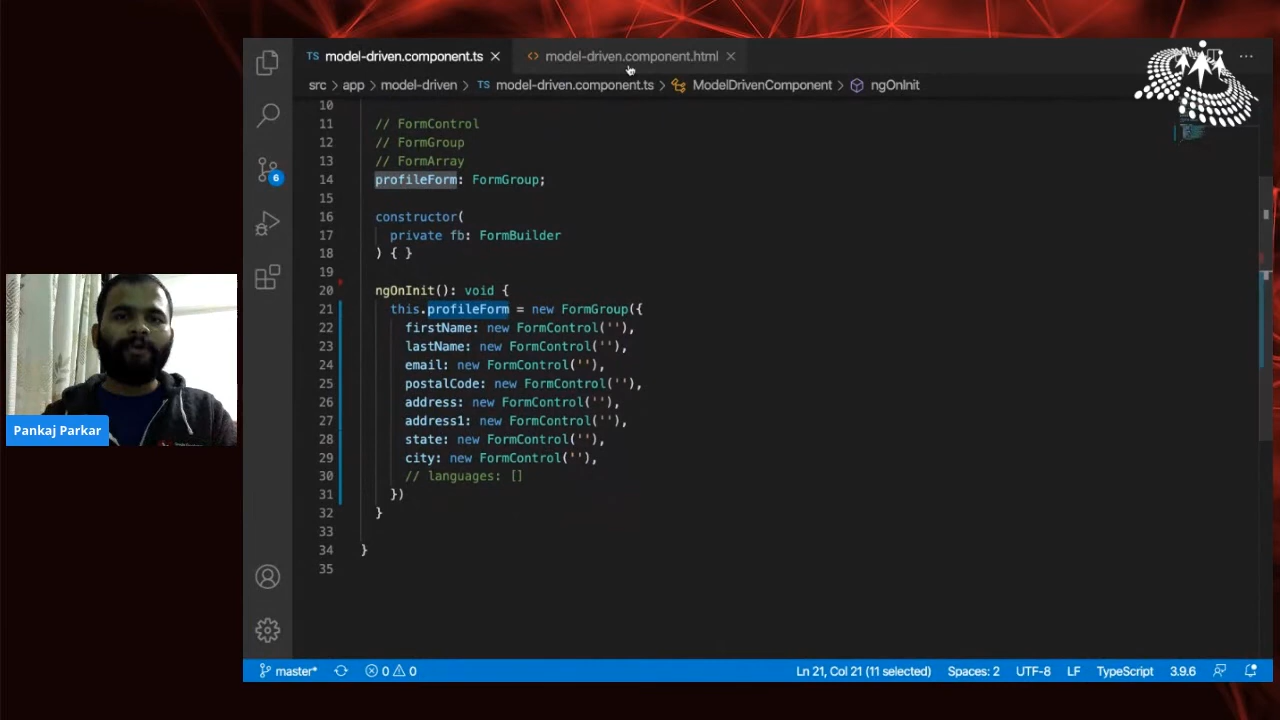 TS model-driven.component.ts
<> model-driven.component.html
src > app > model-driven > TS model-driven.component.ts > ModelDrivenComponent > ngOnInit
10
11 // FormControl
12 // FormGroup
13 // FormArray
14 profileForm: FormGroup;
15
16 constructor(
17 private fb: FormBuilder
18 ) { }
19
20 ngOnInit(): void {
21 this.profileForm = new FormGroup({
22 firstName: new FormControl(''),
23 lastName: new FormControl(''),
24 email: new FormControl(''),
25 postalCode: new FormControl(''),
26 address: new FormControl(''),
27 address1: new FormControl(''),
28 state: new FormControl(''),
29 city: new FormControl(''),
30 // languages: []
31 })
32 }
33
34 }
35
6
Pankaj Parkar
master* 0 0 Ln 21, Col 21 (11 selected) Spaces: 2 UTF-8 LF TypeScript 3.9.6